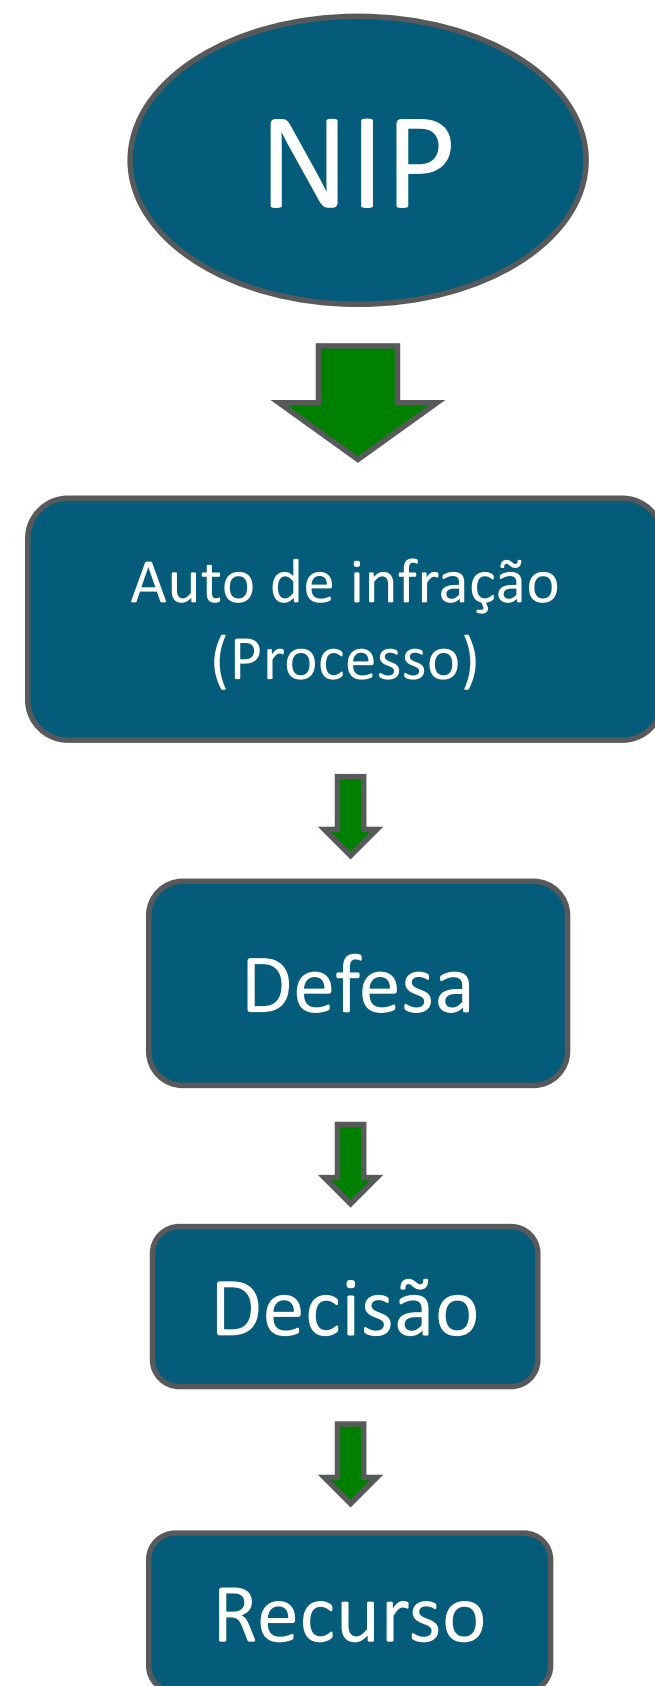 NIP
Auto de infração
(Processo)
Defesa
Decisão
Recurso